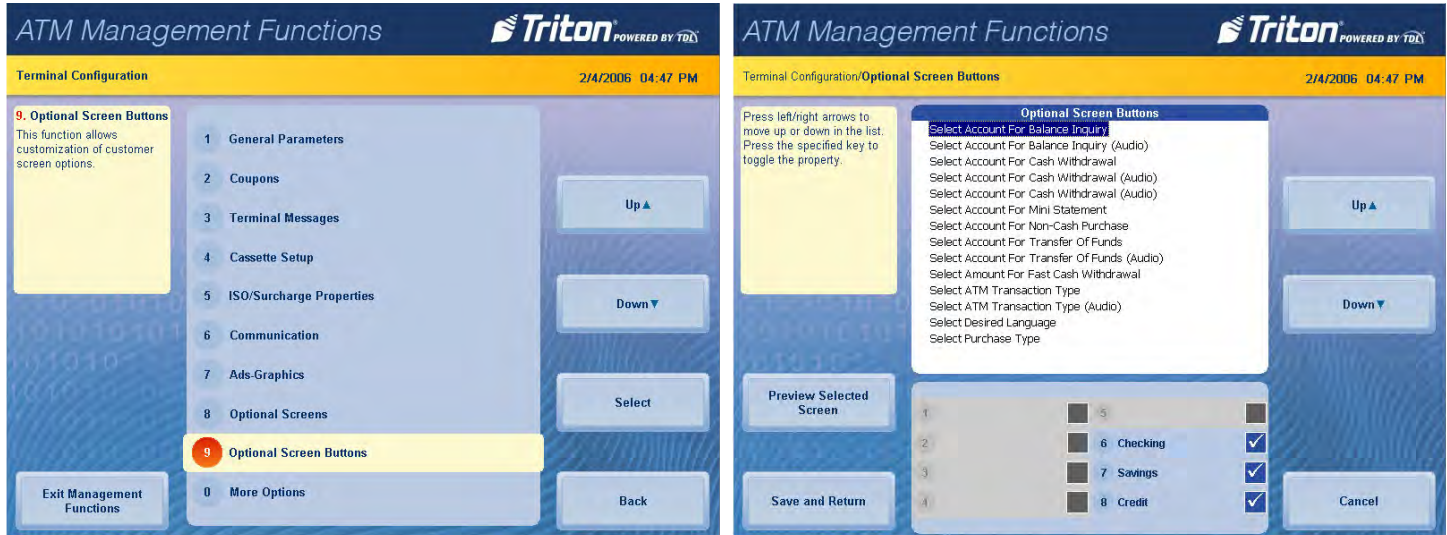 ATM Management Functions
Triton POWERED BY TDL
Terminal Configuration
2/4/2006 04:47 PM
9. Optional Screen Buttons
This function allows
customization of customer
screen options.
1 General Parameters
2 Coupons
3 Terminal Messages
4 Cassette Setup
5 ISO/Surcharge Properties
6 Communication
7 Ads-Graphics
8 Optional Screens
9 Optional Screen Buttons
0 More Options
Up▲
Down▼
Select
Back
Exit Management
Functions
ATM Management Functions
Triton POWERED BY TDL
Terminal Configuration/Optional Screen Buttons
2/4/2006 04:47 PM
Press left/right arrows to
move up or down in the list.
Press the specified key to
toggle the property.
Optional Screen Buttons
Select Account For Balance Inquiry
Select Account For Balance Inquiry (Audio)
Select Account For Cash Withdrawal
Select Account For Cash Withdrawal (Audio)
Select Account For Cash Withdrawal (Audio)
Select Account For Mini Statement
Select Account For Non-Cash Purchase
Select Account For Transfer Of Funds
Select Account For Transfer Of Funds (Audio)
Select Amount For Fast Cash Withdrawal
Select ATM Transaction Type
Select ATM Transaction Type (Audio)
Select Desired Language
Select Purchase Type
Up▲
Down▼
Preview Selected
Screen
Save and Return
1
2
3
4
5
6 Checking
7 Savings
8 Credit
Cancel